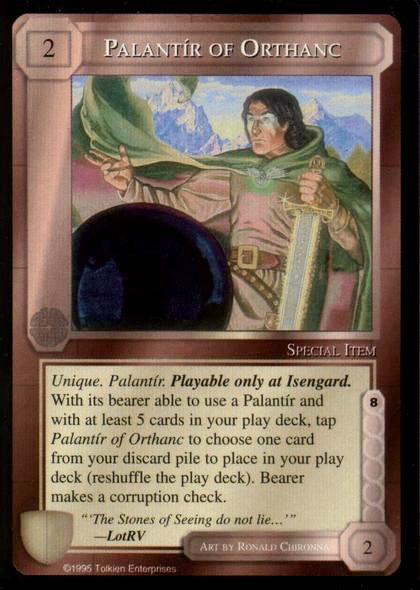 2
PALANTÍR OF ORTHANC
SPECIAL ITEM
Unique. Palantír. Playable only at Isengard.
With its bearer able to use a Palantír and
with at least 5 cards in your play deck, tap
Palantír of Orthanc to choose one card
from your discard pile to place in your play
deck (reshuffle the play deck). Bearer
makes a corruption check.
8
“‘The Stones of Seeing do not lie…’”
—LotRV
ART BY RONALD CHIRONNA
2
©1995 Tolkien Enterprises